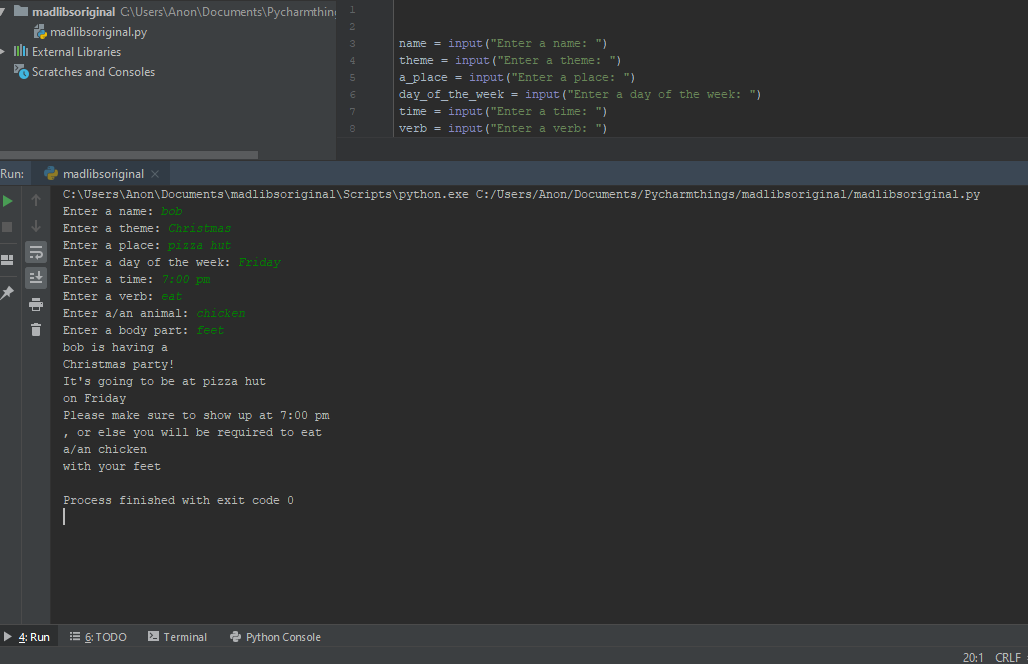 madlibsoriginal C:\Users\Anon\Documents\Pycharmthing
madlibsoriginal.py
External Libraries
Scratches and Consoles
1
2
3 name = input("Enter a name: ")
4 theme = input("Enter a theme: ")
5 a_place = input("Enter a place: ")
6 day_of_the_week = input("Enter a day of the week: ")
7 time = input("Enter a time: ")
8 verb = input("Enter a verb: ")
Run: madlibsoriginal
C:\Users\Anon\Documents\madlibsoriginal\Scripts\python.exe C:/Users/Anon/Documents/Pycharmthings/madlibsoriginal/madlibsoriginal.py
Enter a name: bob
Enter a theme: Christmas
Enter a place: pizza hut
Enter a day of the week: Friday
Enter a time: 7:00 pm
Enter a verb: eat
Enter a/an animal: chicken
Enter a body part: feet
bob is having a
Christmas party!
It's going to be at pizza hut
on Friday
Please make sure to show up at 7:00 pm
, or else you will be required to eat
a/an chicken
with your feet
Process finished with exit code 0
4: Run 6: TODO Terminal Python Console
20:1 CRLF